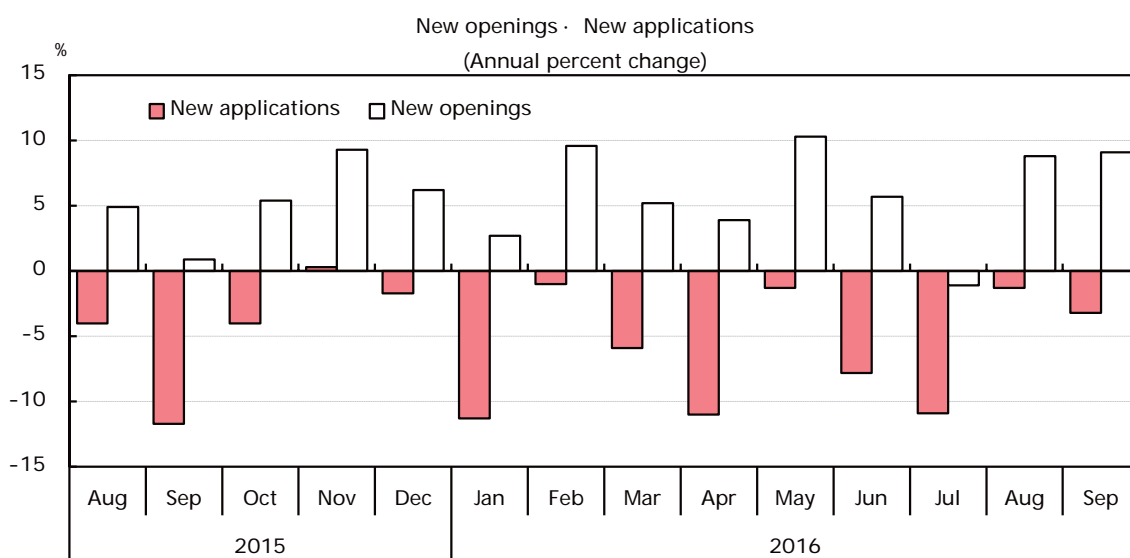 New openings · New applications
(Annual percent change)
%
15
10
5
0
-5
-10
-15
New applications New openings
Aug Sep Oct Nov Dec Jan Feb Mar Apr May Jun Jul Aug Sep
2015 2016